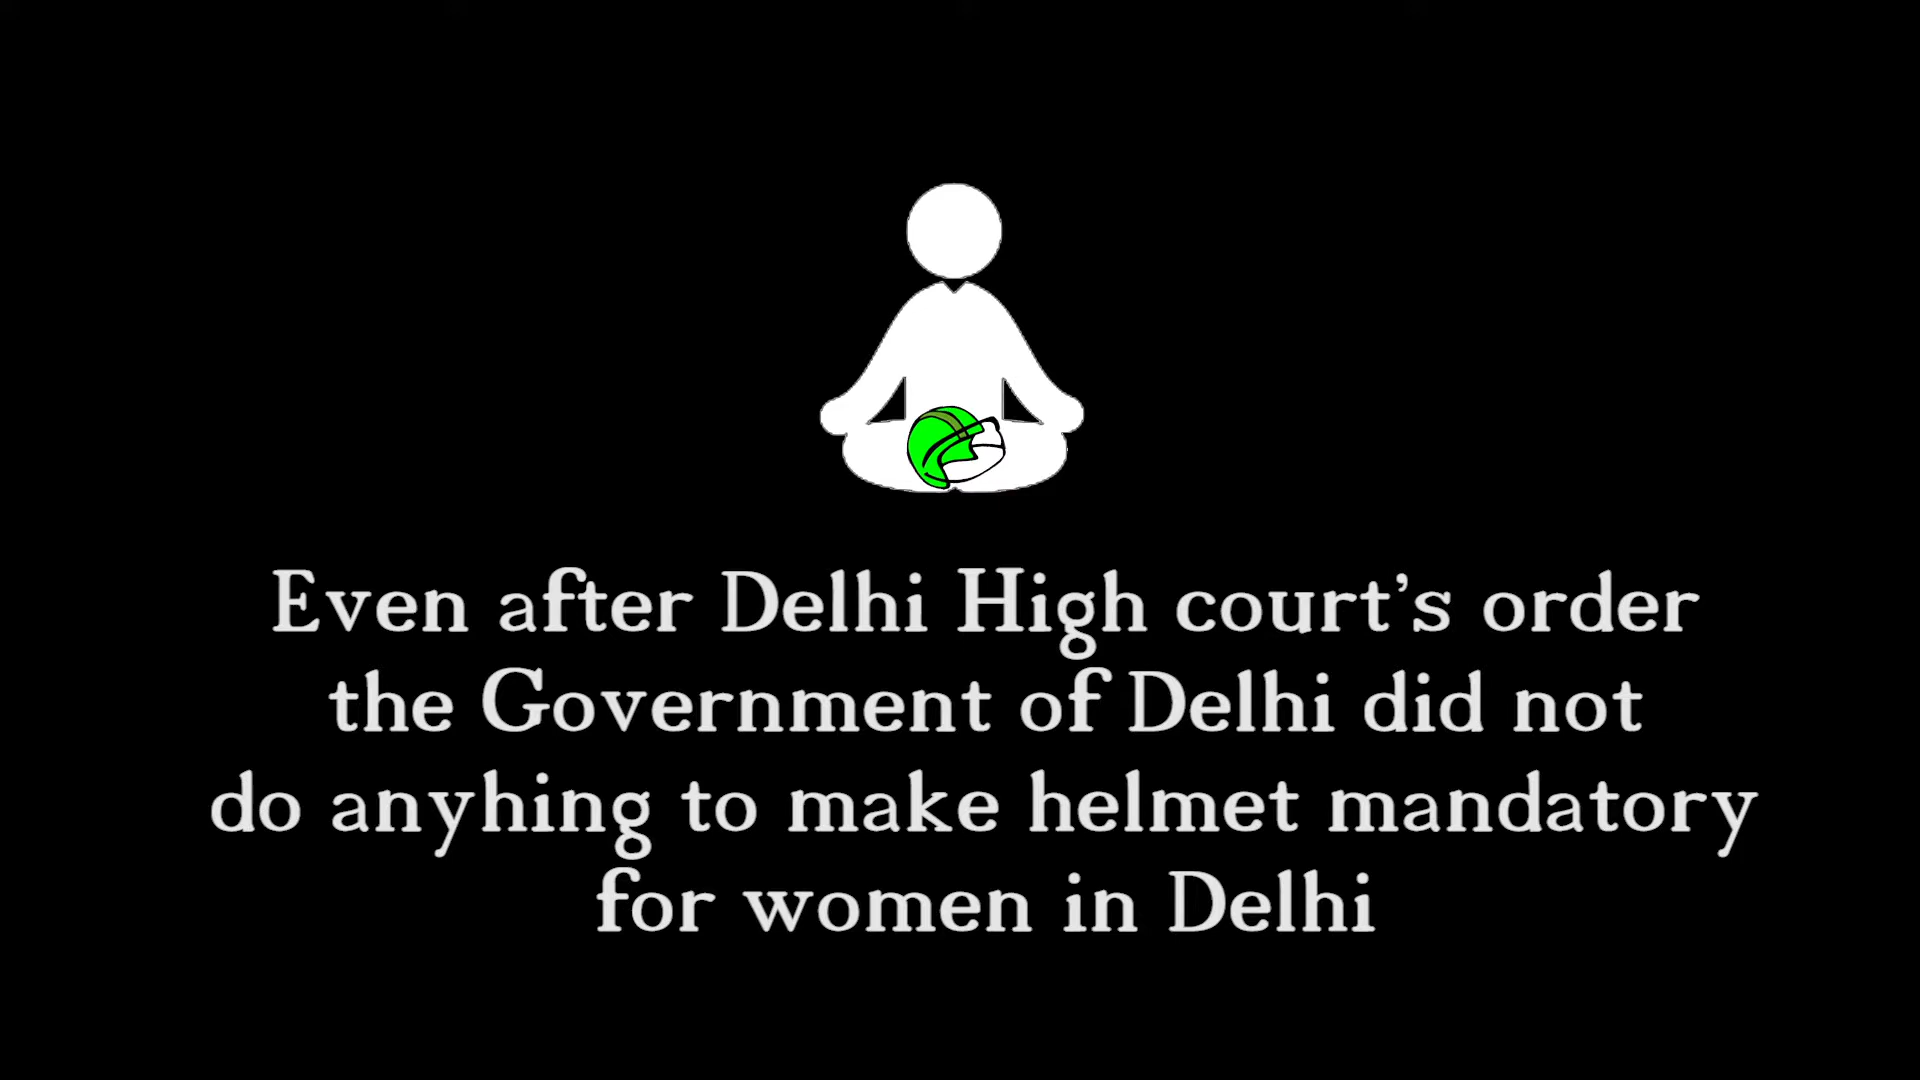 Even after Delhi High court’s order
the Government of Delhi did not
do anyhing to make helmet mandatory
for women in Delhi